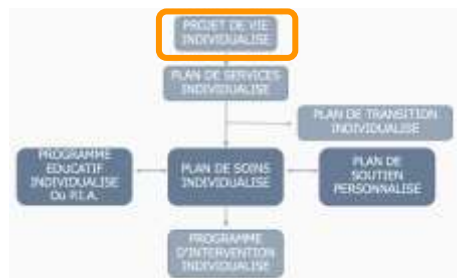 PROJET DE VIE
INDIVIDUALISE
PLAN DE SERVICES
INDIVIDUALISE
PLAN DE TRANSITION
INDIVIDUALISE
PROGRAMME
EDUCATIF
INDIVIDUALISE
Ou P.I.A.
PLAN DE SOINS
INDIVIDUALISE
PLAN DE
SOUTIEN
PERSONNALISE
PROGRAMME
D'INTERVENTION
INDIVIDUALISE